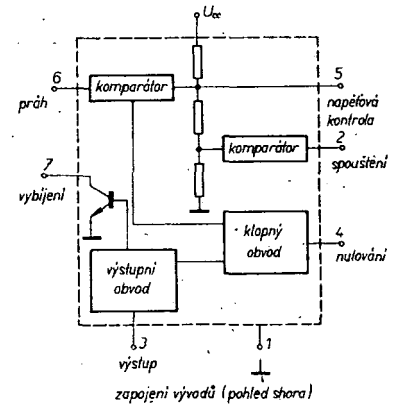 Ucc
6
práh
komparátor
5
napěťová
kontrola
komparátor
2
spouštění
7
vybíjení
klopný
obvod
4
nulování
výstupní
obvod
3
výstup
1
zapojení vývodů (pohled shora)